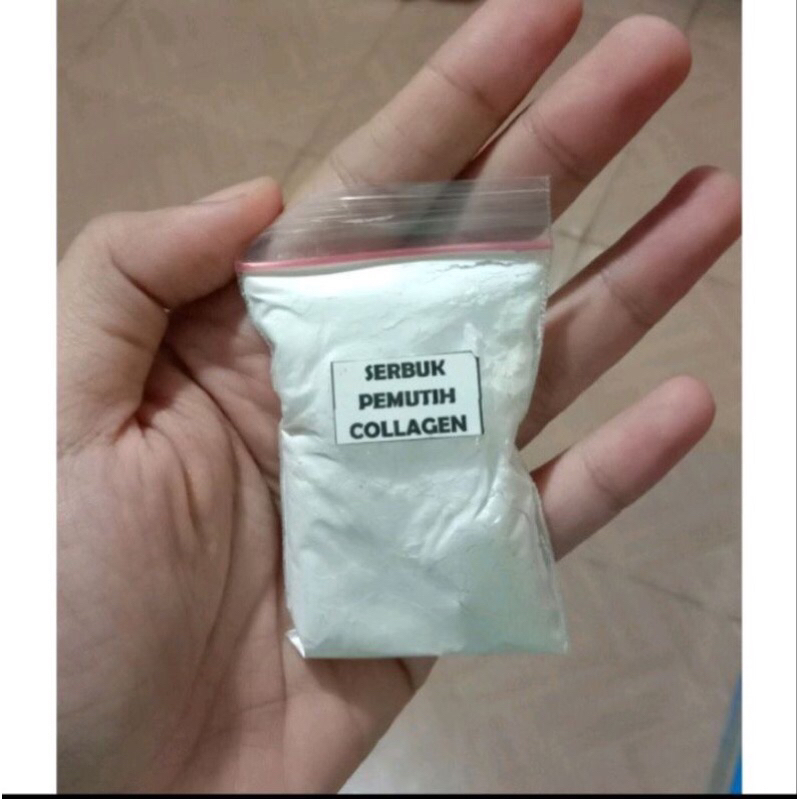 SERBUK
PEMUTIH
COLLAGEN